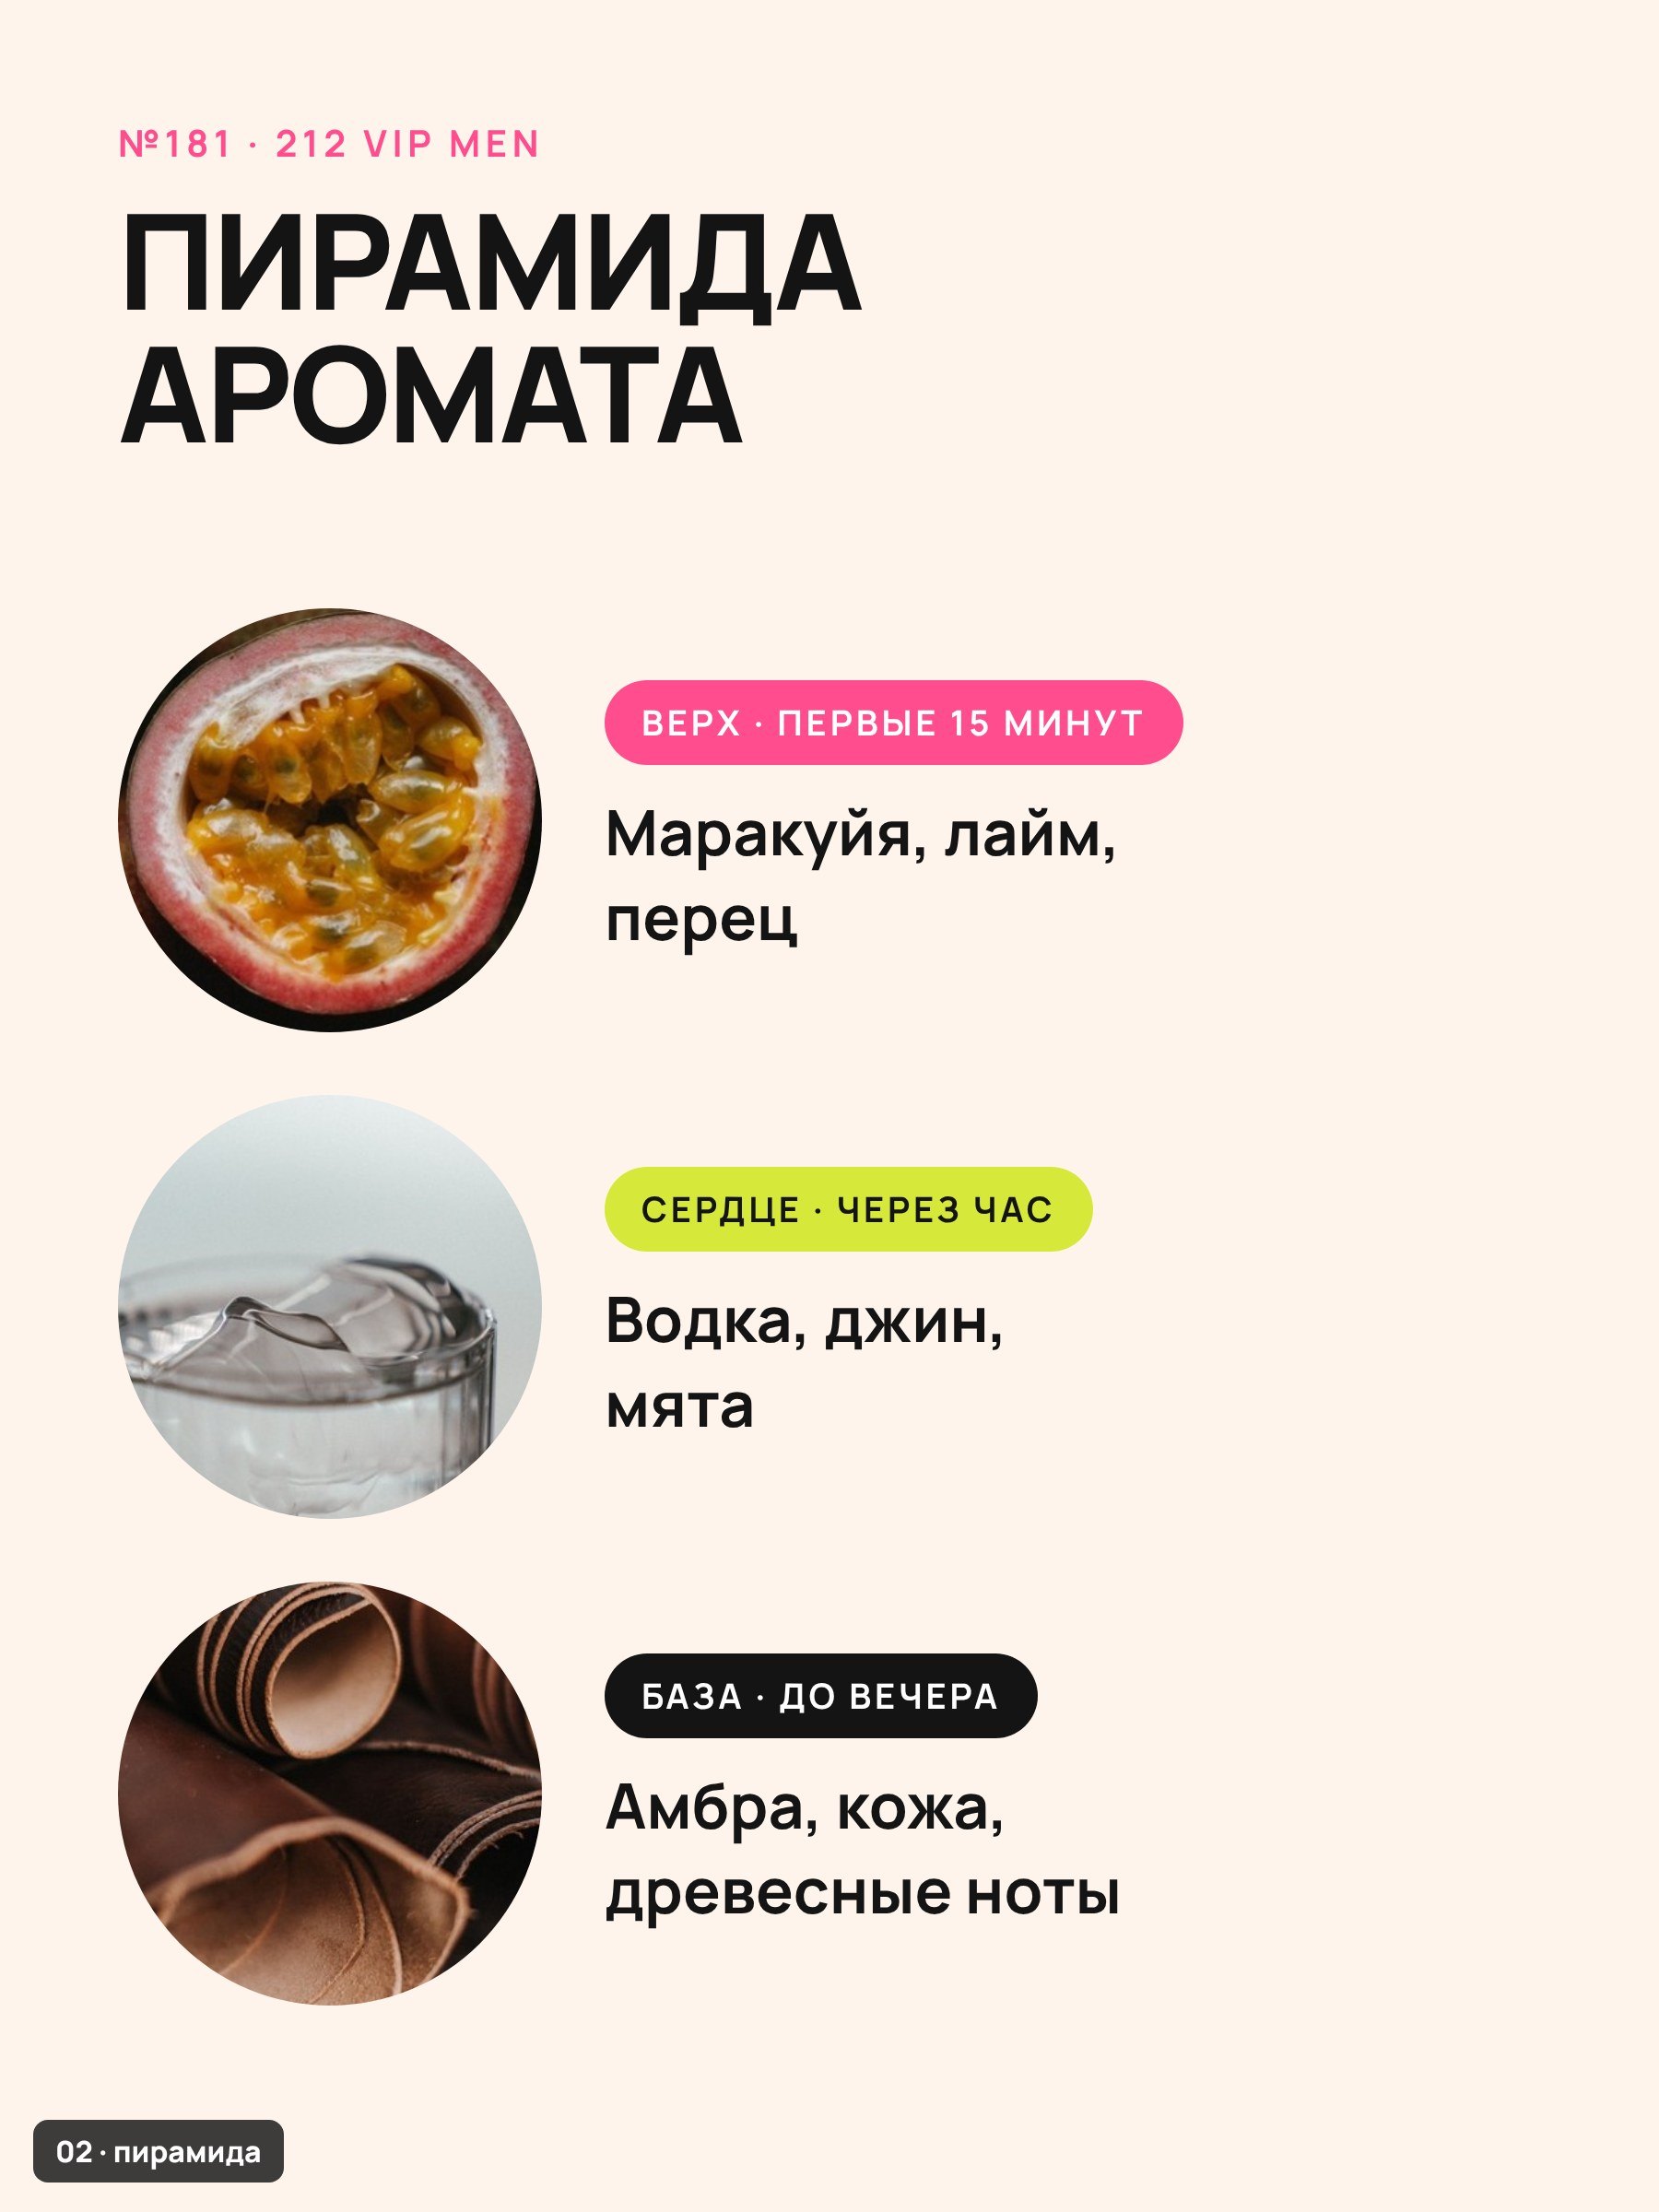 №181 · 212 VIP MEN
ПИРАМИДА
АРОМАТА
ВЕРХ · ПЕРВЫЕ 15 МИНУТ
Маракуйя, лайм,
перец
СЕРДЦЕ · ЧЕРЕЗ ЧАС
Водка, джин,
мята
БАЗА · ДО ВЕЧЕРА
Амбра, кожа,
древесные ноты
02 · пирамида